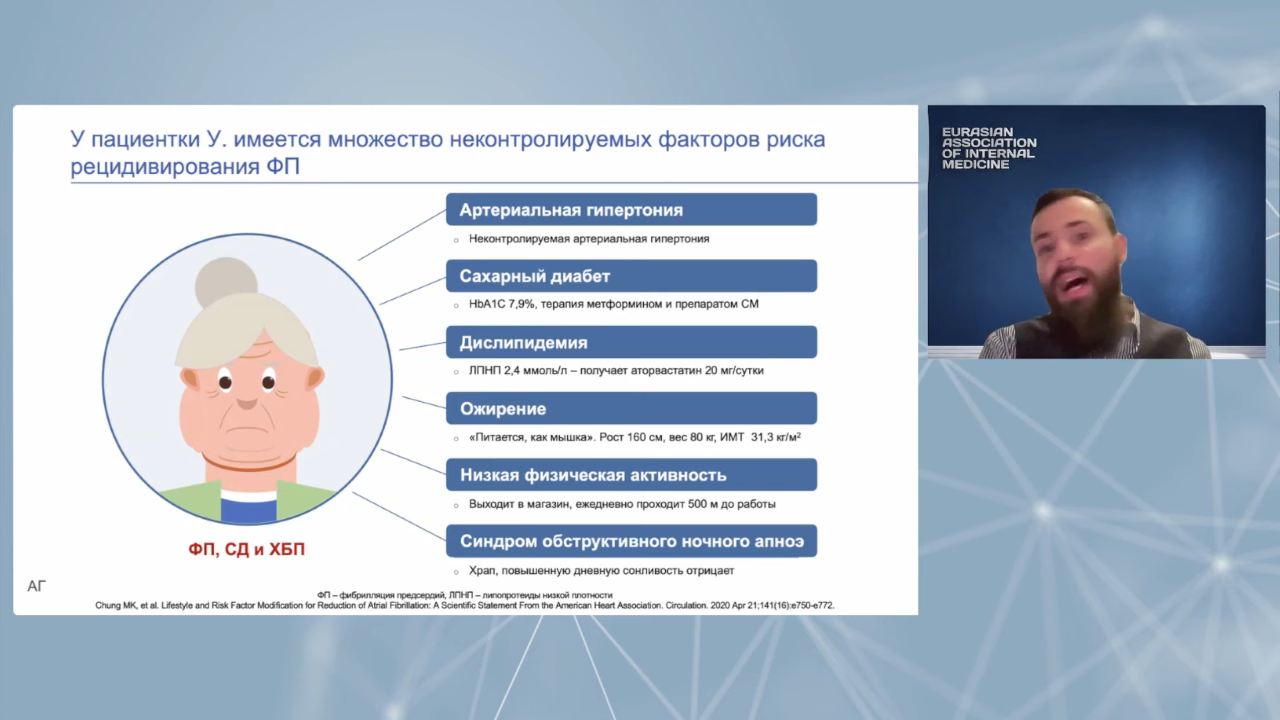 У пациентки У. имеется множество неконтролируемых факторов риска
рецидивирования ФП
Артериальная гипертония
Неконтролируемая артериальная гипертония
Сахарный диабет
HbA1C 7,9%, терапия метформином и препаратом СМ
Дислипидемия
ЛПНП 2,4 ммоль/л – получает аторвастатин 20 мг/сутки
Ожирение
«Питается, как мышка». Рост 160 см, вес 80 кг, ИМТ 31,3 кг/м²
Низкая физическая активность
Выходит в магазин, ежедневно проходит 500 м до работы
Синдром обструктивного ночного апноэ
Храп, повышенную дневную сонливость отрицает
ФП, СД и ХБП
АГ
ФП – фибрилляция предсердий, ЛПНП – липопротеиды низкой плотности
Chung MK, et al. Lifestyle and Risk Factor Modification for Reduction of Atrial Fibrillation: A Scientific Statement From the American Heart Association. Circulation. 2020 Apr 21;141(16):e750-e772.
EURASIAN
ASSOCIATION
OF INTERNAL
MEDICINE